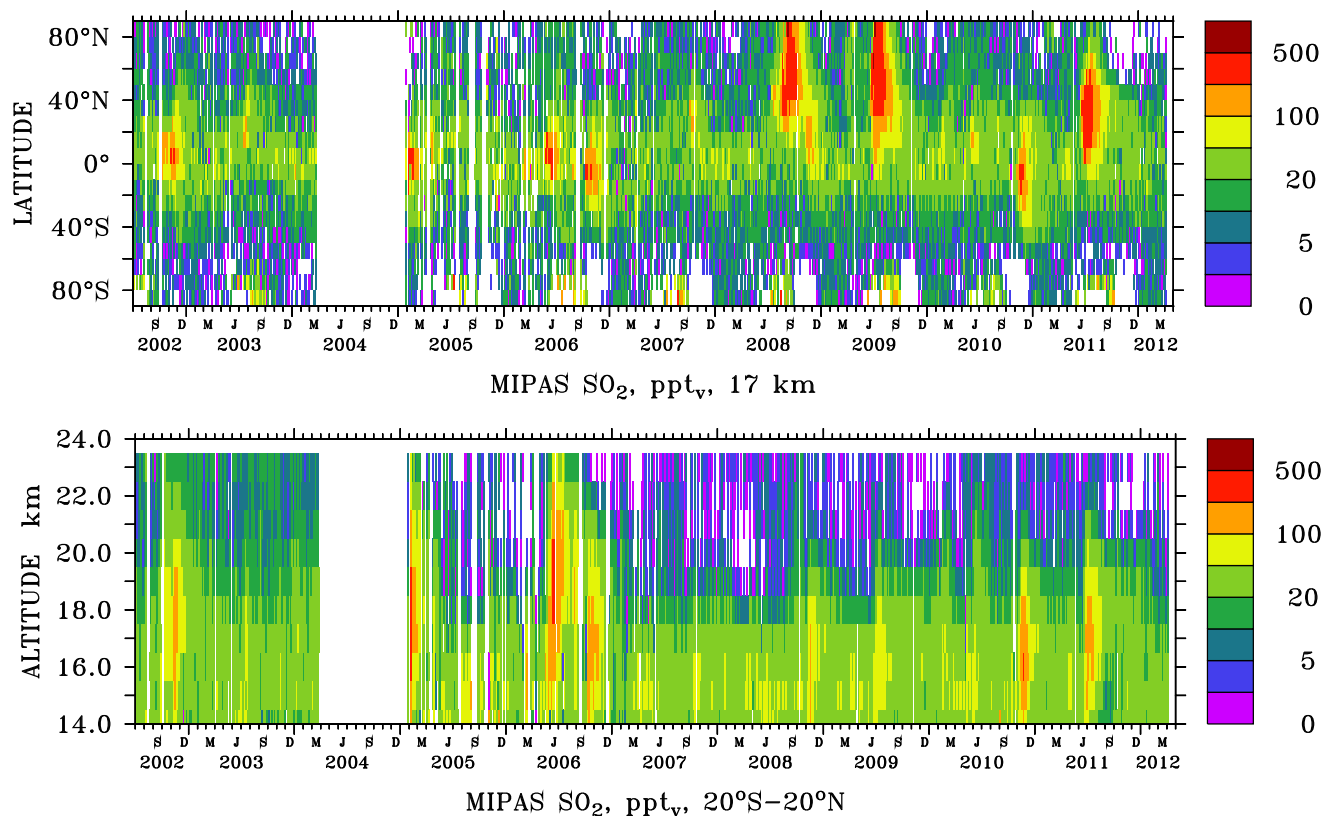 80°N
40°N
0°
40°S
80°S
LATITUDE
500
100
20
5
0
S D M J S D M J S D M J S D M J S D M J S D M J S D M J S D M J S D M J S D M
2002 2003 2004 2005 2006 2007 2008 2009 2010 2011 2012
MIPAS SO₂, pptᵥ, 17 km
24.0
22.0
20.0
18.0
16.0
14.0
ALTITUDE km
500
100
20
5
0
S D M J S D M J S D M J S D M J S D M J S D M J S D M J S D M J S D M J S D M
2002 2003 2004 2005 2006 2007 2008 2009 2010 2011 2012
MIPAS SO₂, pptᵥ, 20°S−20°N